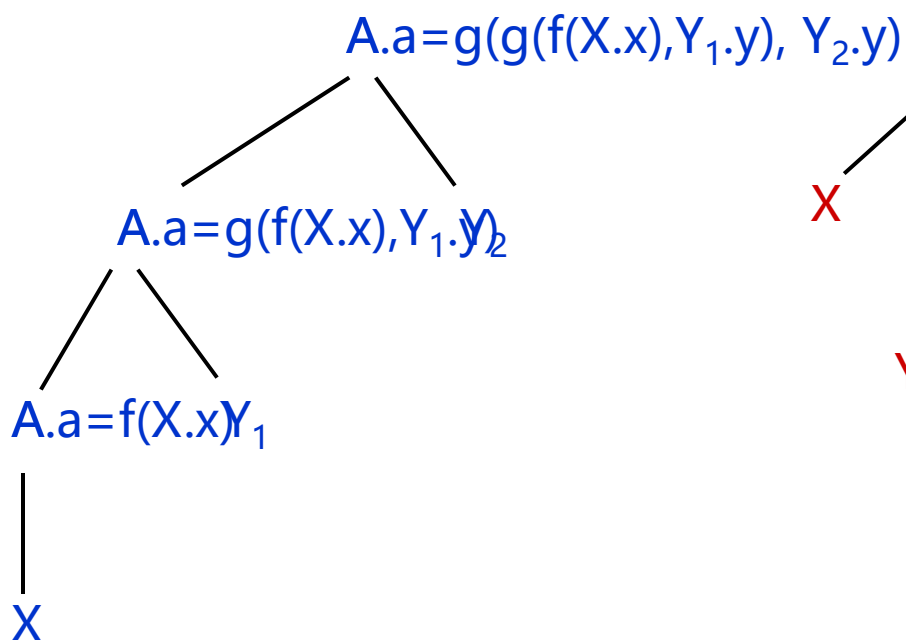 A.a=g(g(f(X.x),Y₁.y), Y₂.y)
X
A.a=g(f(X.x),Y₁.y)
Y₂
A.a=f(X.x)
Y₁
X